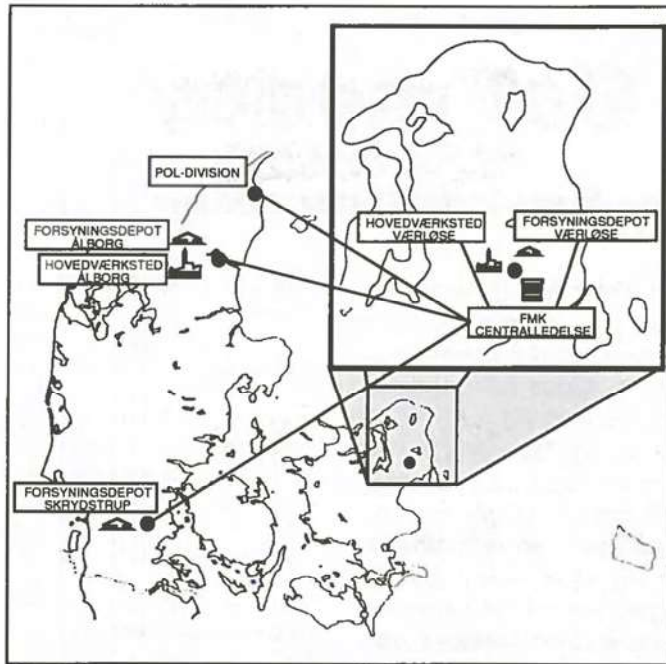 POL-DIVISION
FORSYNINGSDEPOT
ÅLBORG
HOVEDVÆRKSTED
ÅLBORG
HOVEDVÆRKSTED
VÆRLØSE
FORSYNINGSDEPOT
VÆRLØSE
FMK
CENTRALLEDELSE
FORSYNINGSDEPOT
SKRYDSTRUP